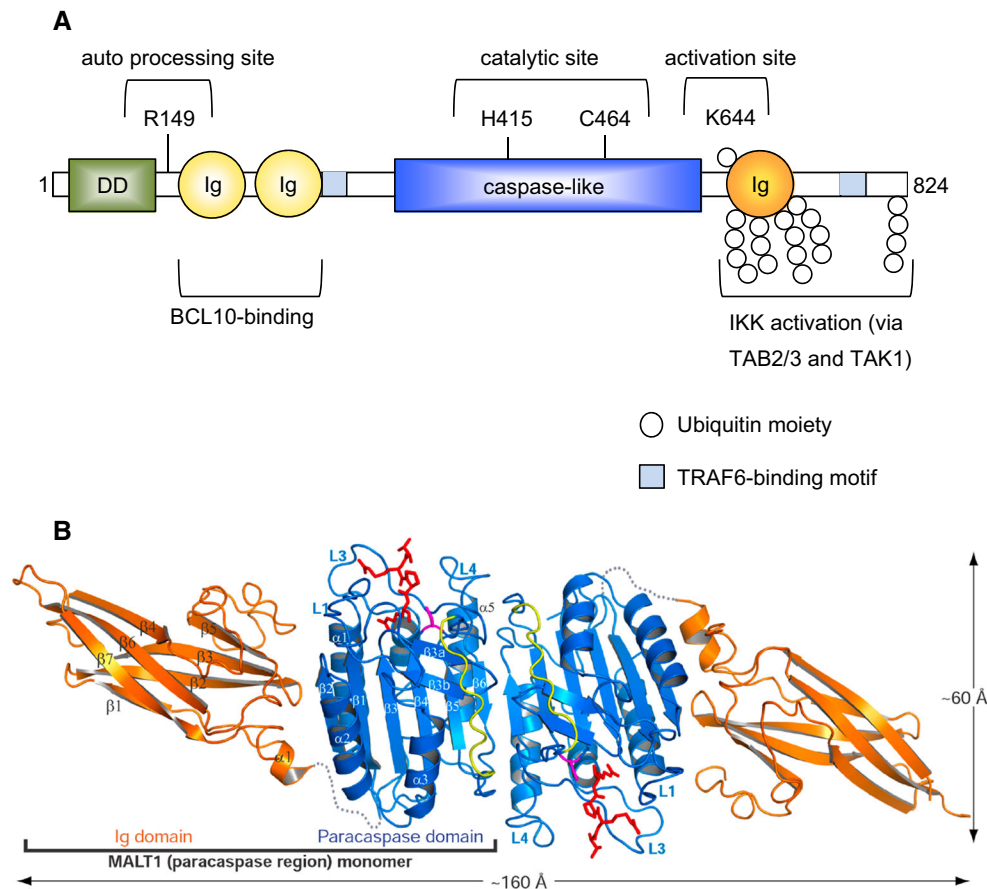 A
auto processing site
catalytic site
activation site
R149
H415
C464
K644
1
DD
Ig
Ig
caspase-like
Ig
824
BCL10-binding
IKK activation (via
TAB2/3 and TAK1)
Ubiquitin moiety
TRAF6-binding motif
B
L3
L4
L1
α5
α1
β4
β5
β6
β3
β7
β2
β1
α1
β3a
β2
β3b
β6
β1
β4
β5
β3
α2
α3
~60 Å
L1
L4
L3
Ig domain
Paracaspase domain
MALT1 (paracaspase region) monomer
~160 Å